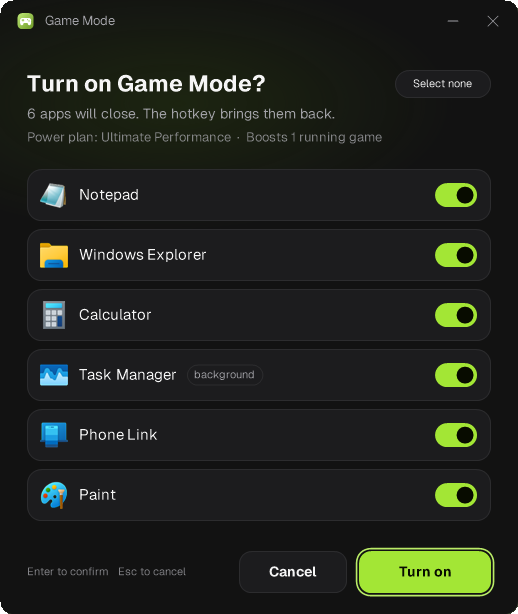 Game Mode
Turn on Game Mode?
Select none
6 apps will close. The hotkey brings them back.
Power plan: Ultimate Performance · Boosts 1 running game
Notepad
Windows Explorer
Calculator
Task Manager background
Phone Link
Paint
Enter to confirm Esc to cancel
Cancel
Turn on